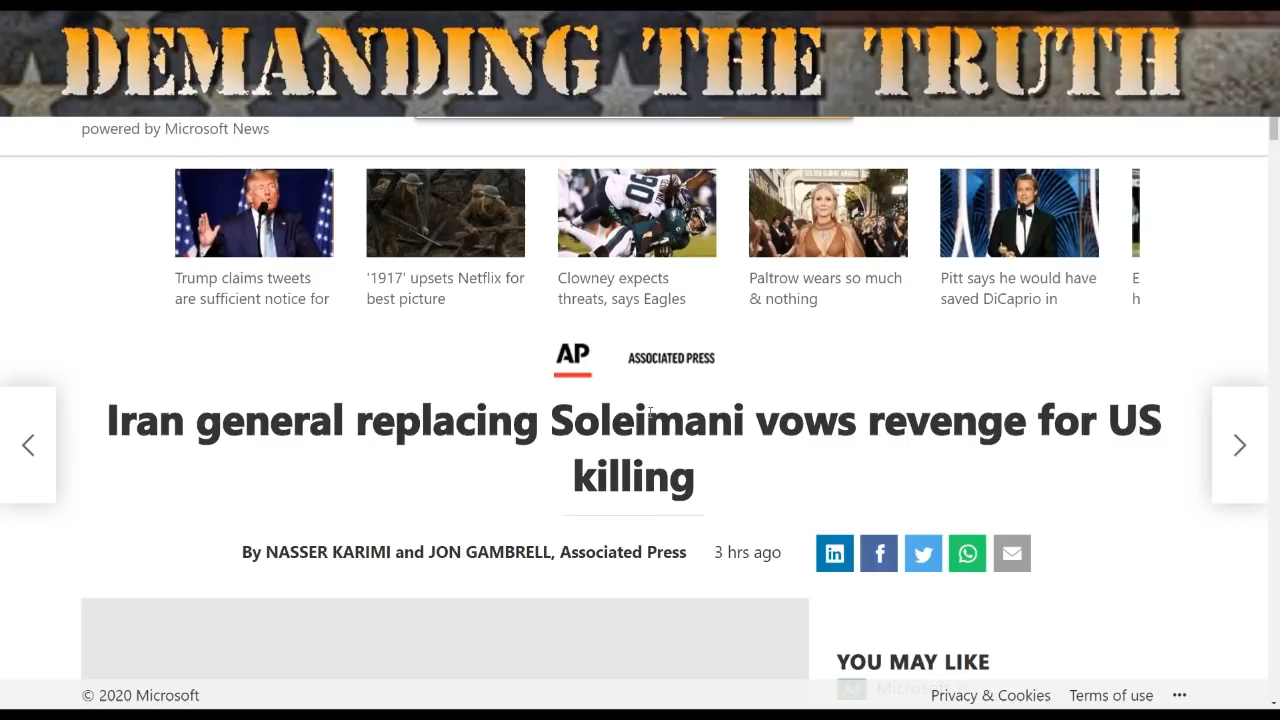 DEMANDING THE TRUTH
powered by Microsoft News
Trump claims tweets
are sufficient notice for
'1917' upsets Netflix for
best picture
Clowney expects
threats, says Eagles
Paltrow wears so much
& nothing
Pitt says he would have
saved DiCaprio in
E
h
AP ASSOCIATED PRESS
Iran general replacing Soleimani vows revenge for US
killing
By NASSER KARIMI and JON GAMBRELL, Associated Press 3 hrs ago
YOU MAY LIKE
Ad Microsoft
© 2020 Microsoft Privacy & Cookies Terms of use